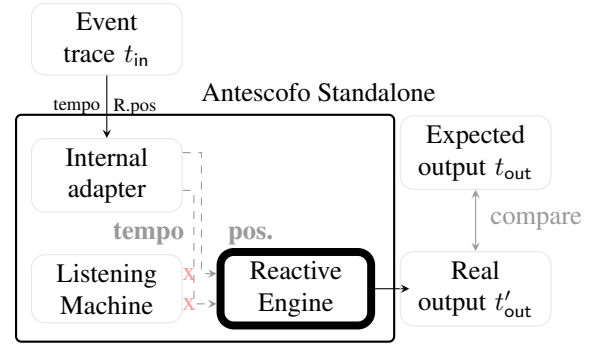 Event
trace t_in
tempo R.pos
Antescofo Standalone
Internal
adapter
Expected
output t_out
tempo pos.
compare
Listening
Machine
x
x
Reactive
Engine
Real
output t'_out